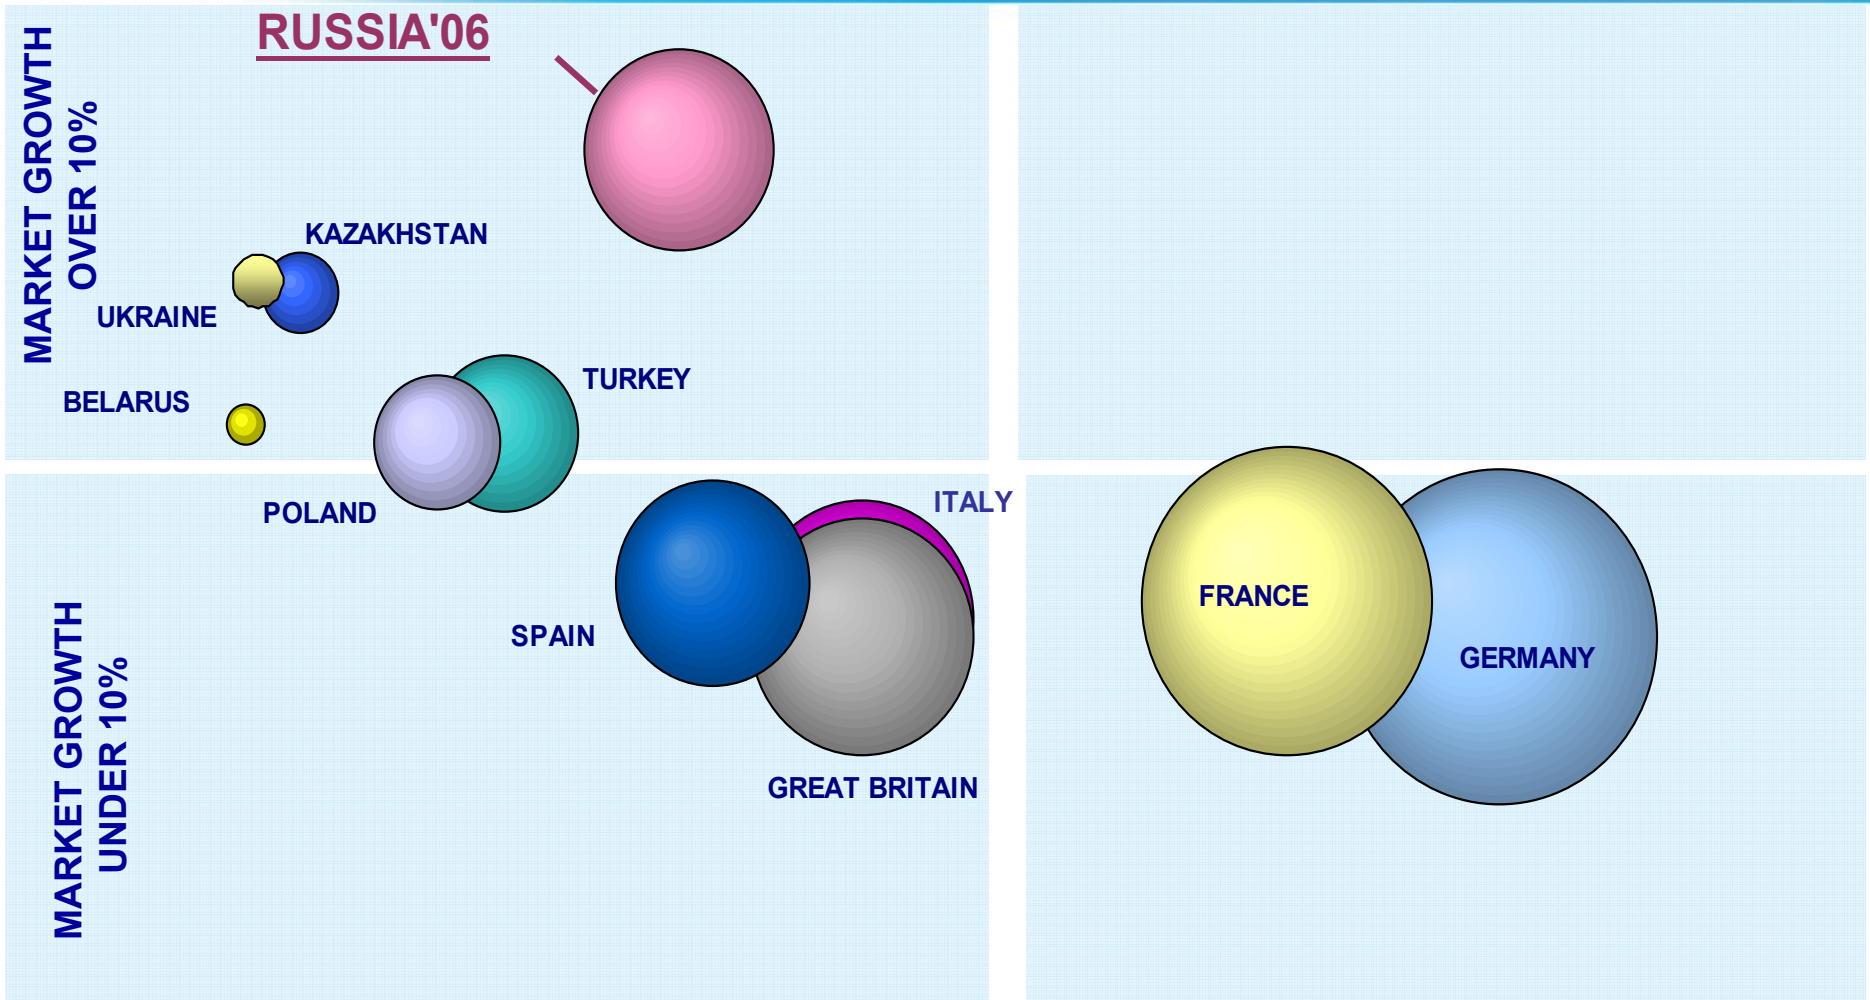 RUSSIA'06
MARKET GROWTH
OVER 10%
KAZAKHSTAN
UKRAINE
BELARUS
TURKEY
POLAND
ITALY
SPAIN
GREAT BRITAIN
FRANCE
GERMANY
MARKET GROWTH
UNDER 10%